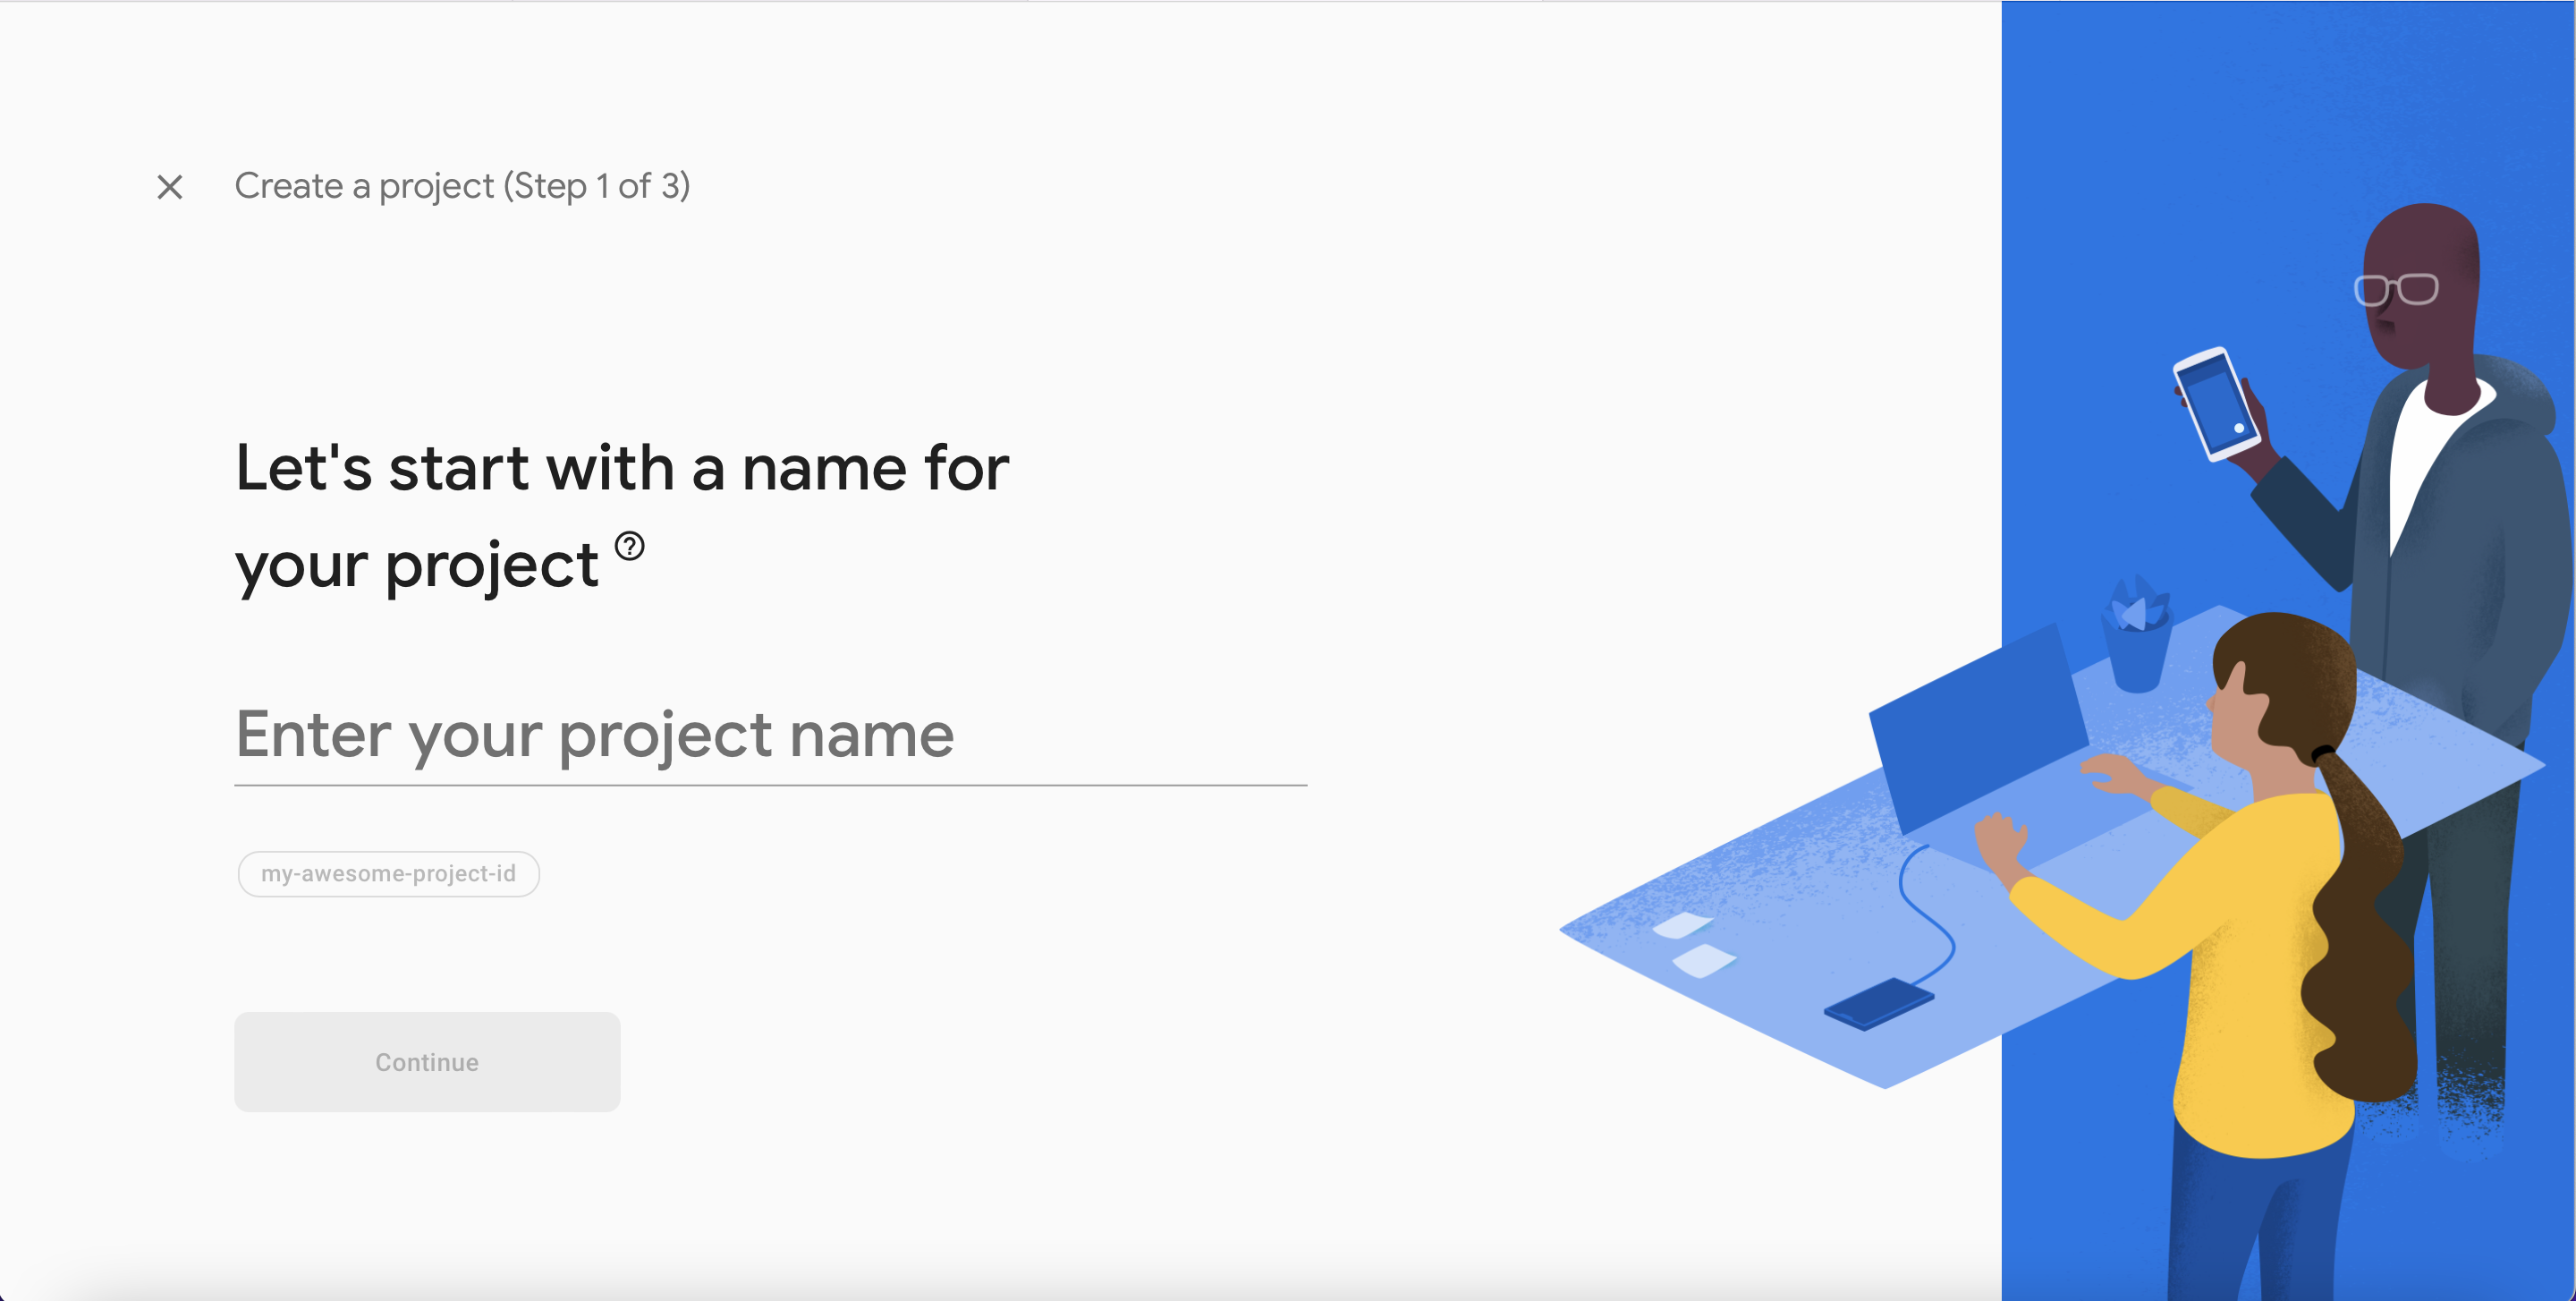 Create a project (Step 1 of 3)
Let's start with a name for
your project ?
Enter your project name
my-awesome-project-id
Continue